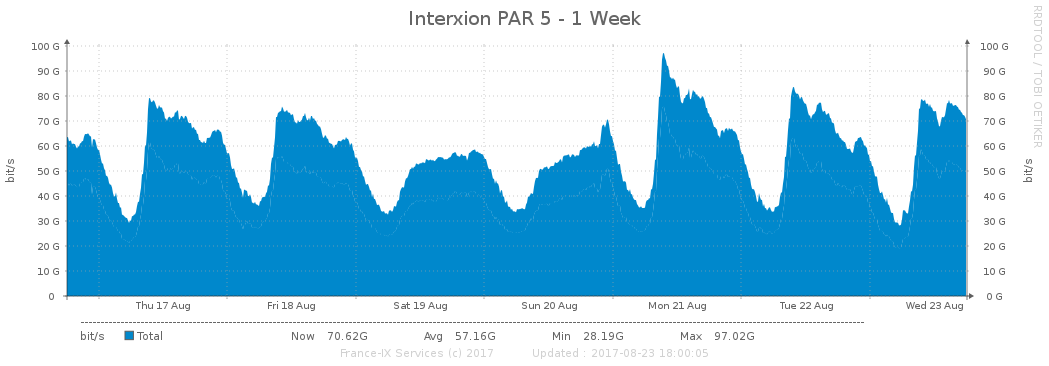 Interxion PAR 5 - 1 Week
RRDTOOL / TOBI OETIKER
bit/s
100 G 100 G
90 G 90 G
80 G 80 G
70 G 70 G
60 G 60 G
50 G 50 G
40 G 40 G
30 G 30 G
20 G 20 G
10 G 10 G
0 0 G
bit/s
Thu 17 Aug Fri 18 Aug Sat 19 Aug Sun 20 Aug Mon 21 Aug Tue 22 Aug Wed 23 Aug
bit/s Total Now 70.62G Avg 57.16G Min 28.19G Max 97.02G
France-IX Services (c) 2017 Updated : 2017-08-23 18:00:05